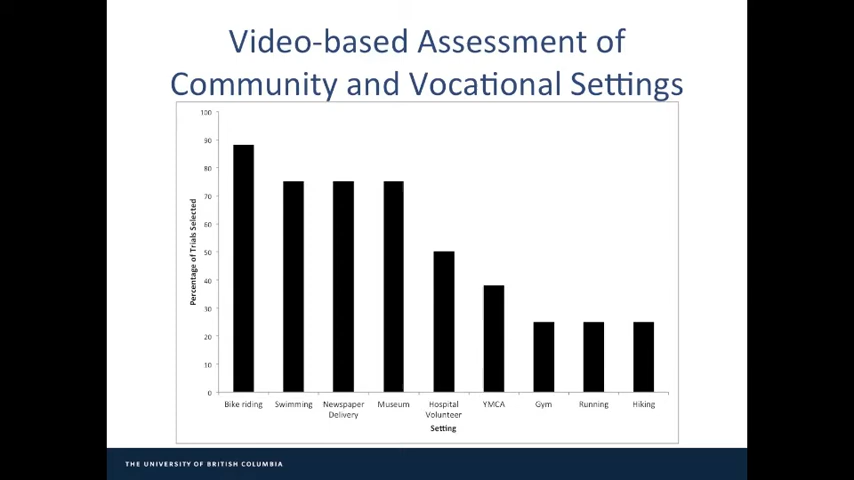 Video-based Assessment of
Community and Vocational Settings
100
90
80
70
60
50
40
30
20
10
0
Percentage of Trials Selected
Bike riding
Swimming
Newspaper
Delivery
Museum
Hospital
Volunteer
YMCA
Gym
Running
Hiking
Setting
THE UNIVERSITY OF BRITISH COLUMBIA